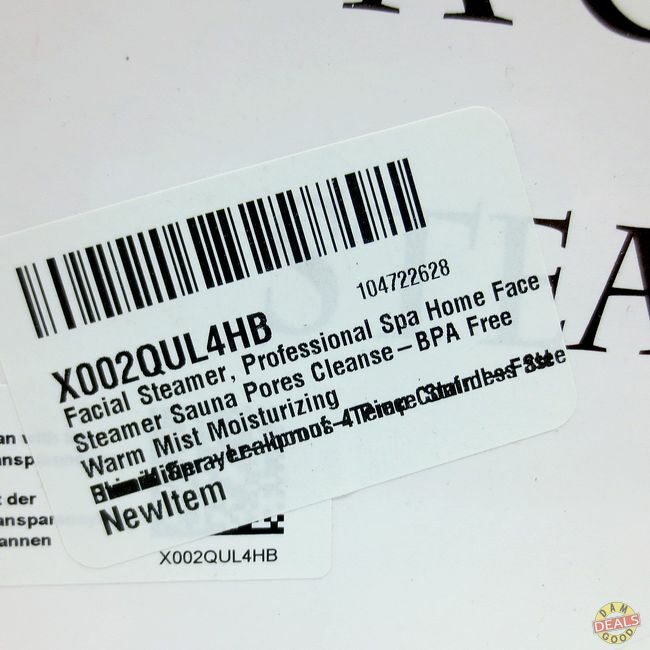 104722628
X002QUL4HB
Facial Steamer, Professional Spa Home Face
Steamer Sauna Pores Cleanse–BPA Free
Warm Mist Moisturizing
NewItem
t der
annen
X002QUL4HB
DAM
DEALS
GOOD